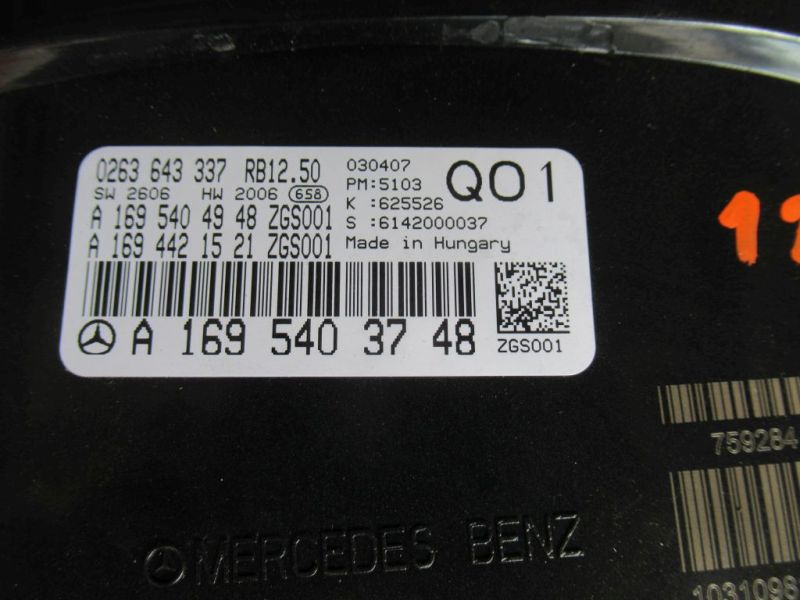 0263 643 337 RB12.50
SW 2606 HW 2006 658
A 169 540 49 48 ZGS001
A 169 442 15 21 ZGS001
030407
PM:5103
K :625526
S :6142000037
Made in Hungary
Q01
A 169 540 37 48
ZGS001
759284
1031098
MERCEDES BENZ